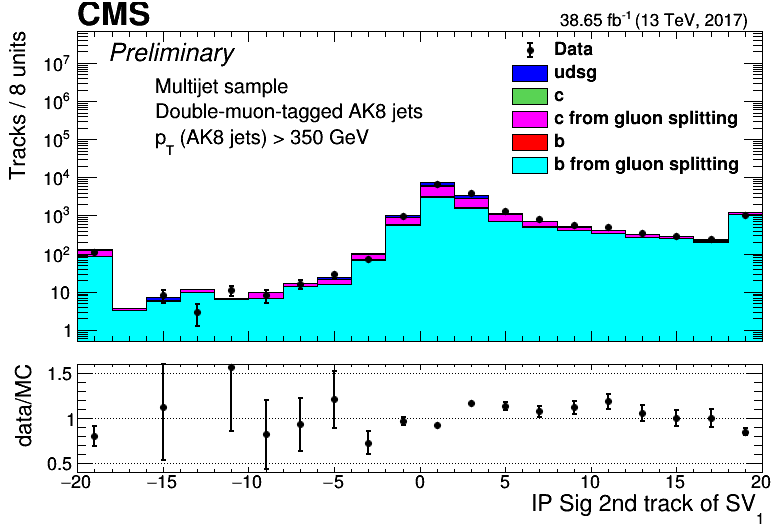 CMS
38.65 fb⁻¹ (13 TeV, 2017)
Preliminary
Multijet sample
Double-muon-tagged AK8 jets
p_T (AK8 jets) > 350 GeV
Data
udsg
c
c from gluon splitting
b
b from gluon splitting
Tracks / 8 units
10⁷
10⁶
10⁵
10⁴
10³
10²
10
1
data/MC
1.5
1
0.5
−20 −15 −10 −5 0 5 10 15 20
IP Sig 2nd track of SV₁